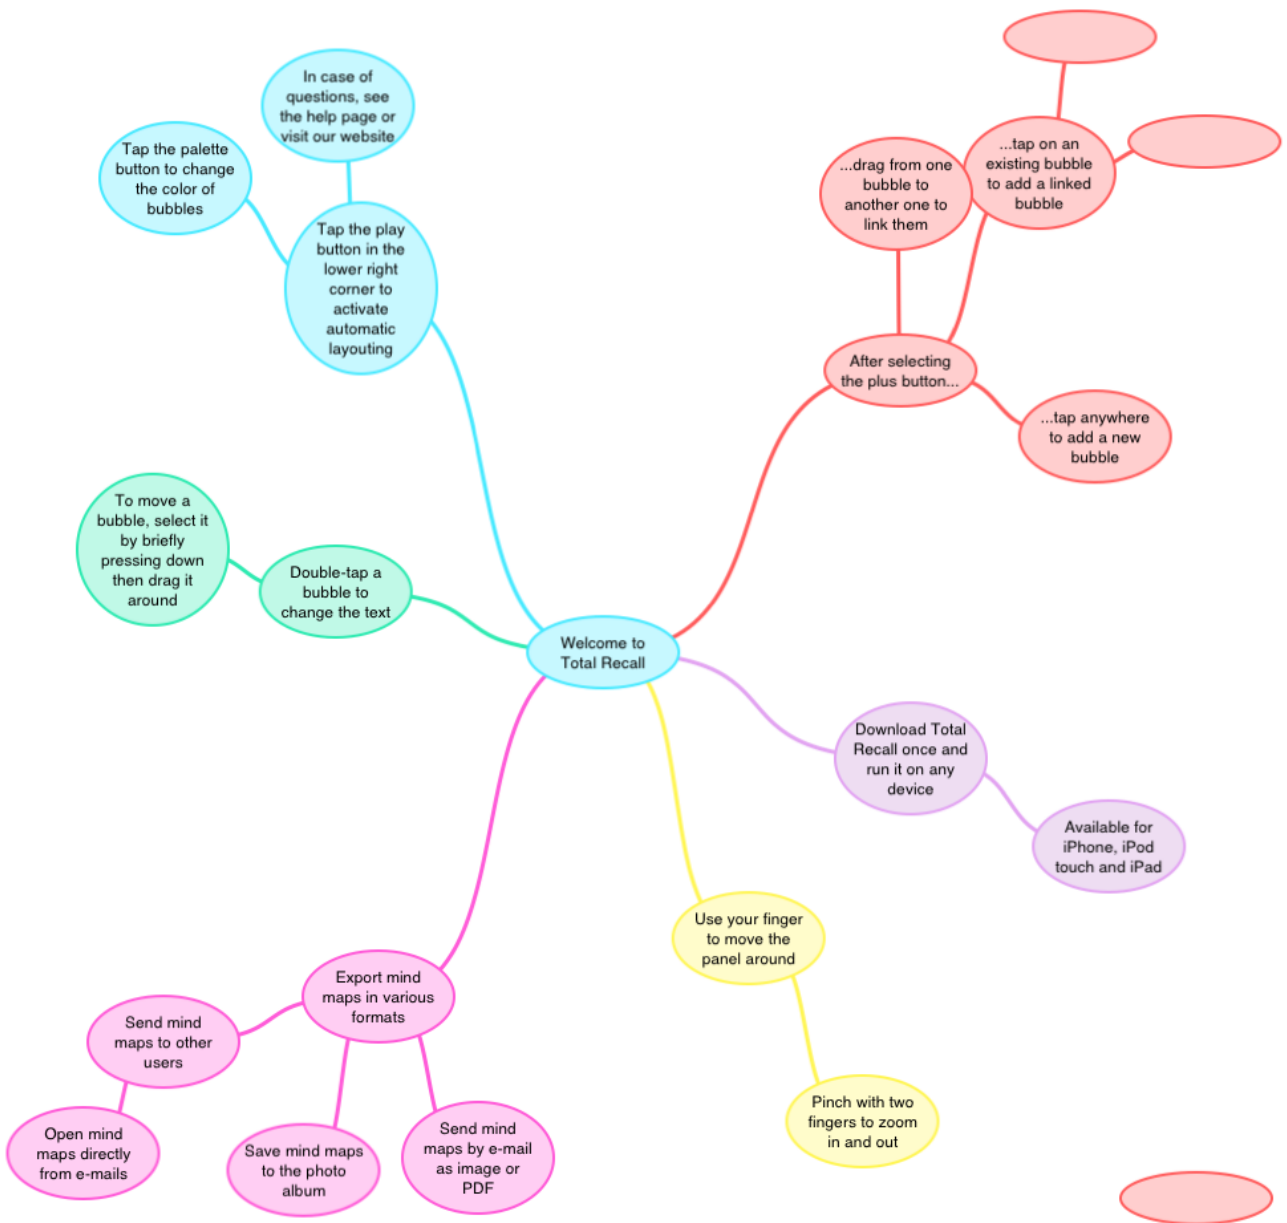 In case of
questions, see
the help page or
visit our website
Tap the palette
button to change
the color of
bubbles
Tap the play
button in the
lower right
corner to
activate
automatic
layouting
...drag from one
bubble to
another one to
link them
...tap on an
existing bubble
to add a linked
bubble
After selecting
the plus button...
...tap anywhere
to add a new
bubble
To move a
bubble, select it
by briefly
pressing down
then drag it
around
Double-tap a
bubble to
change the text
Welcome to
Total Recall
Download Total
Recall once and
run it on any
device
Available for
iPhone, iPod
touch and iPad
Use your finger
to move the
panel around
Pinch with two
fingers to zoom
in and out
Export mind
maps in various
formats
Send mind
maps to other
users
Open mind
maps directly
from e-mails
Save mind maps
to the photo
album
Send mind
maps by e-mail
as image or
PDF